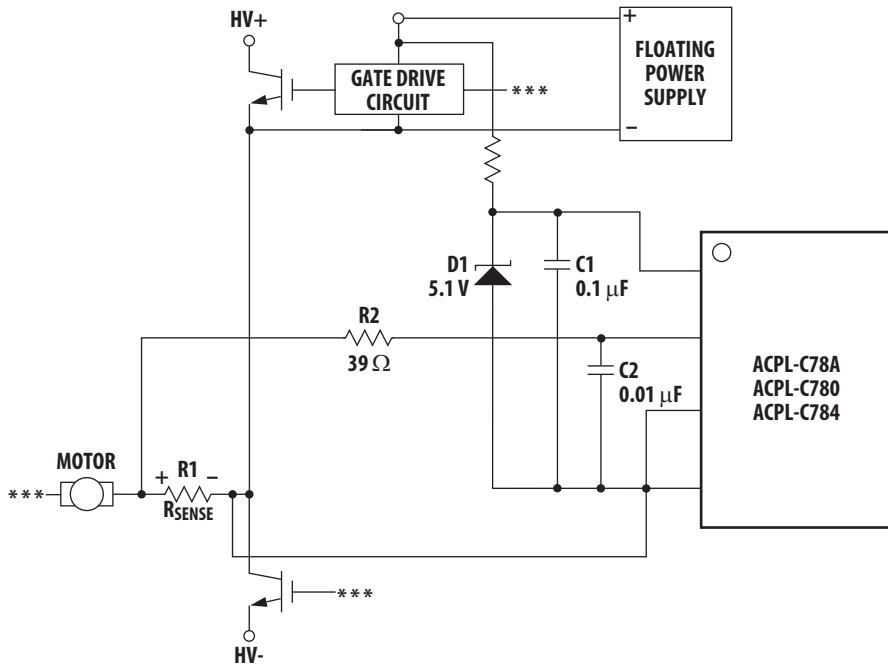 HV+
+
-
FLOATING
POWER
SUPPLY
GATE DRIVE
CIRCUIT
***
D1
5.1 V
C1
0.1 μF
R2
39 Ω
C2
0.01 μF
ACPL-C78A
ACPL-C780
ACPL-C784
MOTOR
***
+
R1
-
RSENSE
***
HV-